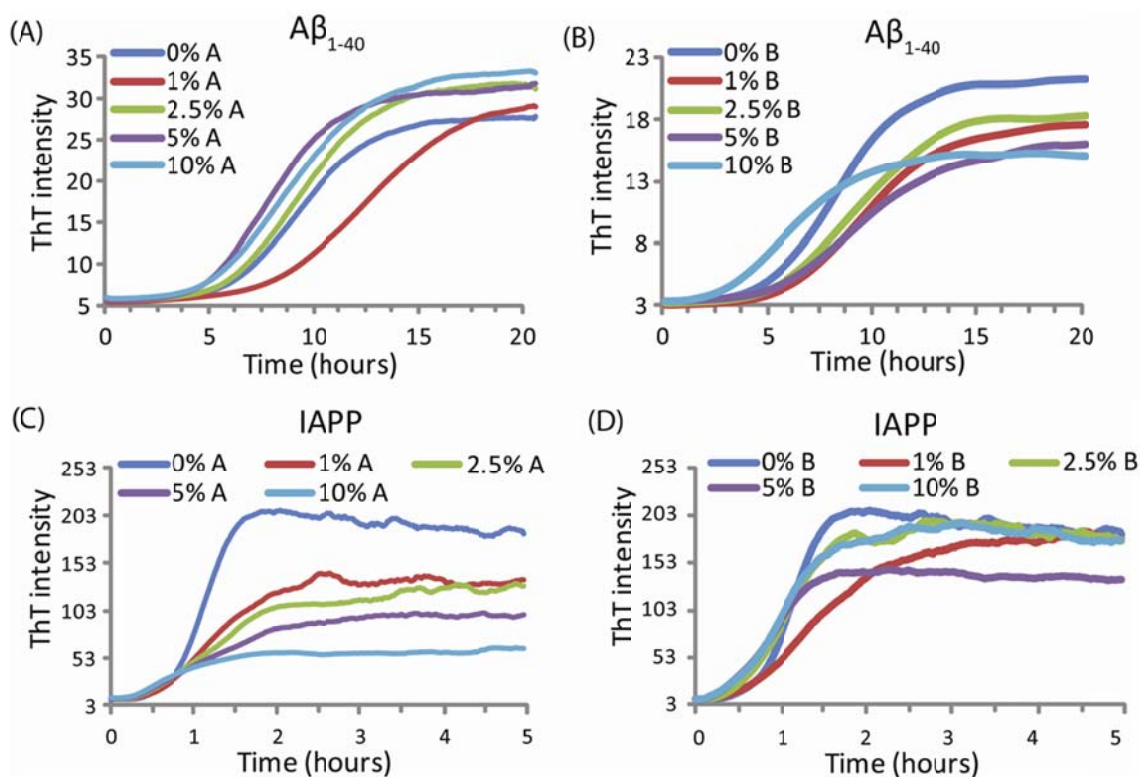 (A) Aβ1-40
0% A
1% A
2.5% A
5% A
10% A
ThT intensity
35
30
25
20
15
10
5
0 5 10 15 20
Time (hours)
(B) Aβ1-40
0% B
1% B
2.5% B
5% B
10% B
ThT intensity
23
18
13
8
3
0 5 10 15 20
Time (hours)
(C) IAPP
0% A 1% A 2.5% A
5% A 10% A
ThT intensity
253
203
153
103
53
3
0 1 2 3 4 5
Time (hours)
(D) IAPP
0% B 1% B 2.5% B
5% B 10% B
ThT intensity
253
203
153
103
53
3
0 1 2 3 4 5
Time (hours)